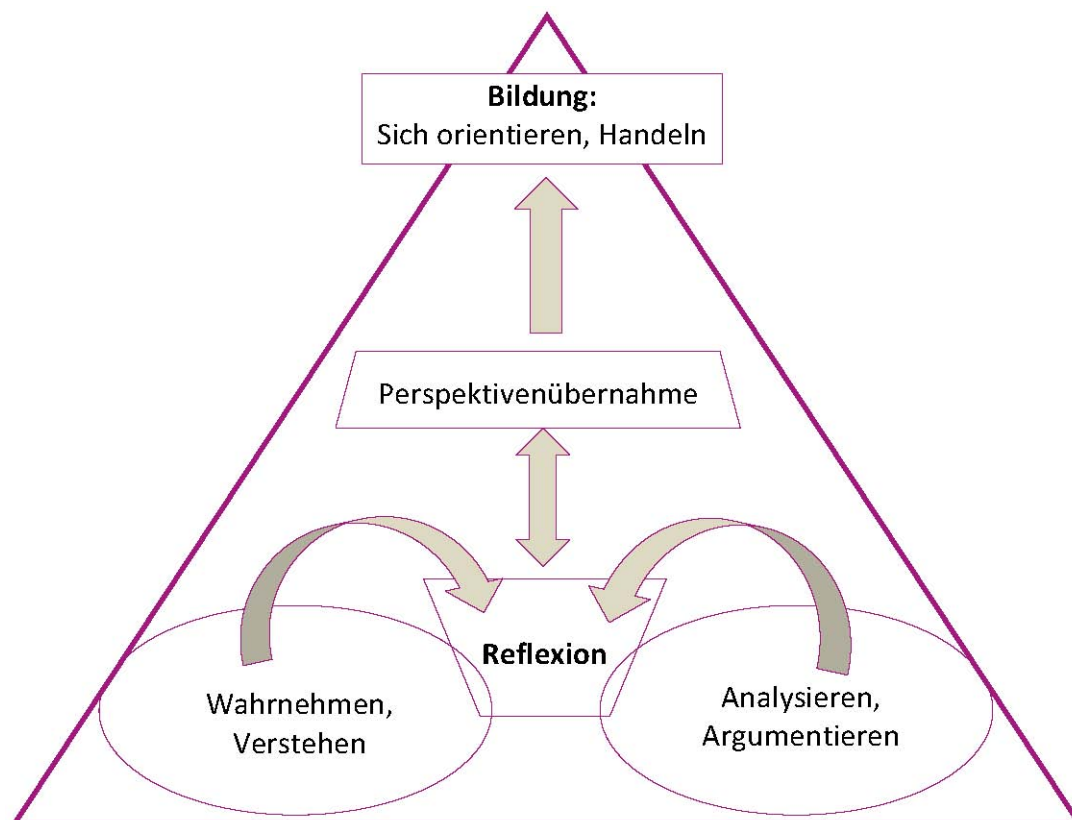 Bildung:
Sich orientieren, Handeln
Perspektivenübernahme
Reflexion
Wahrnehmen,
Verstehen
Analysieren,
Argumentieren